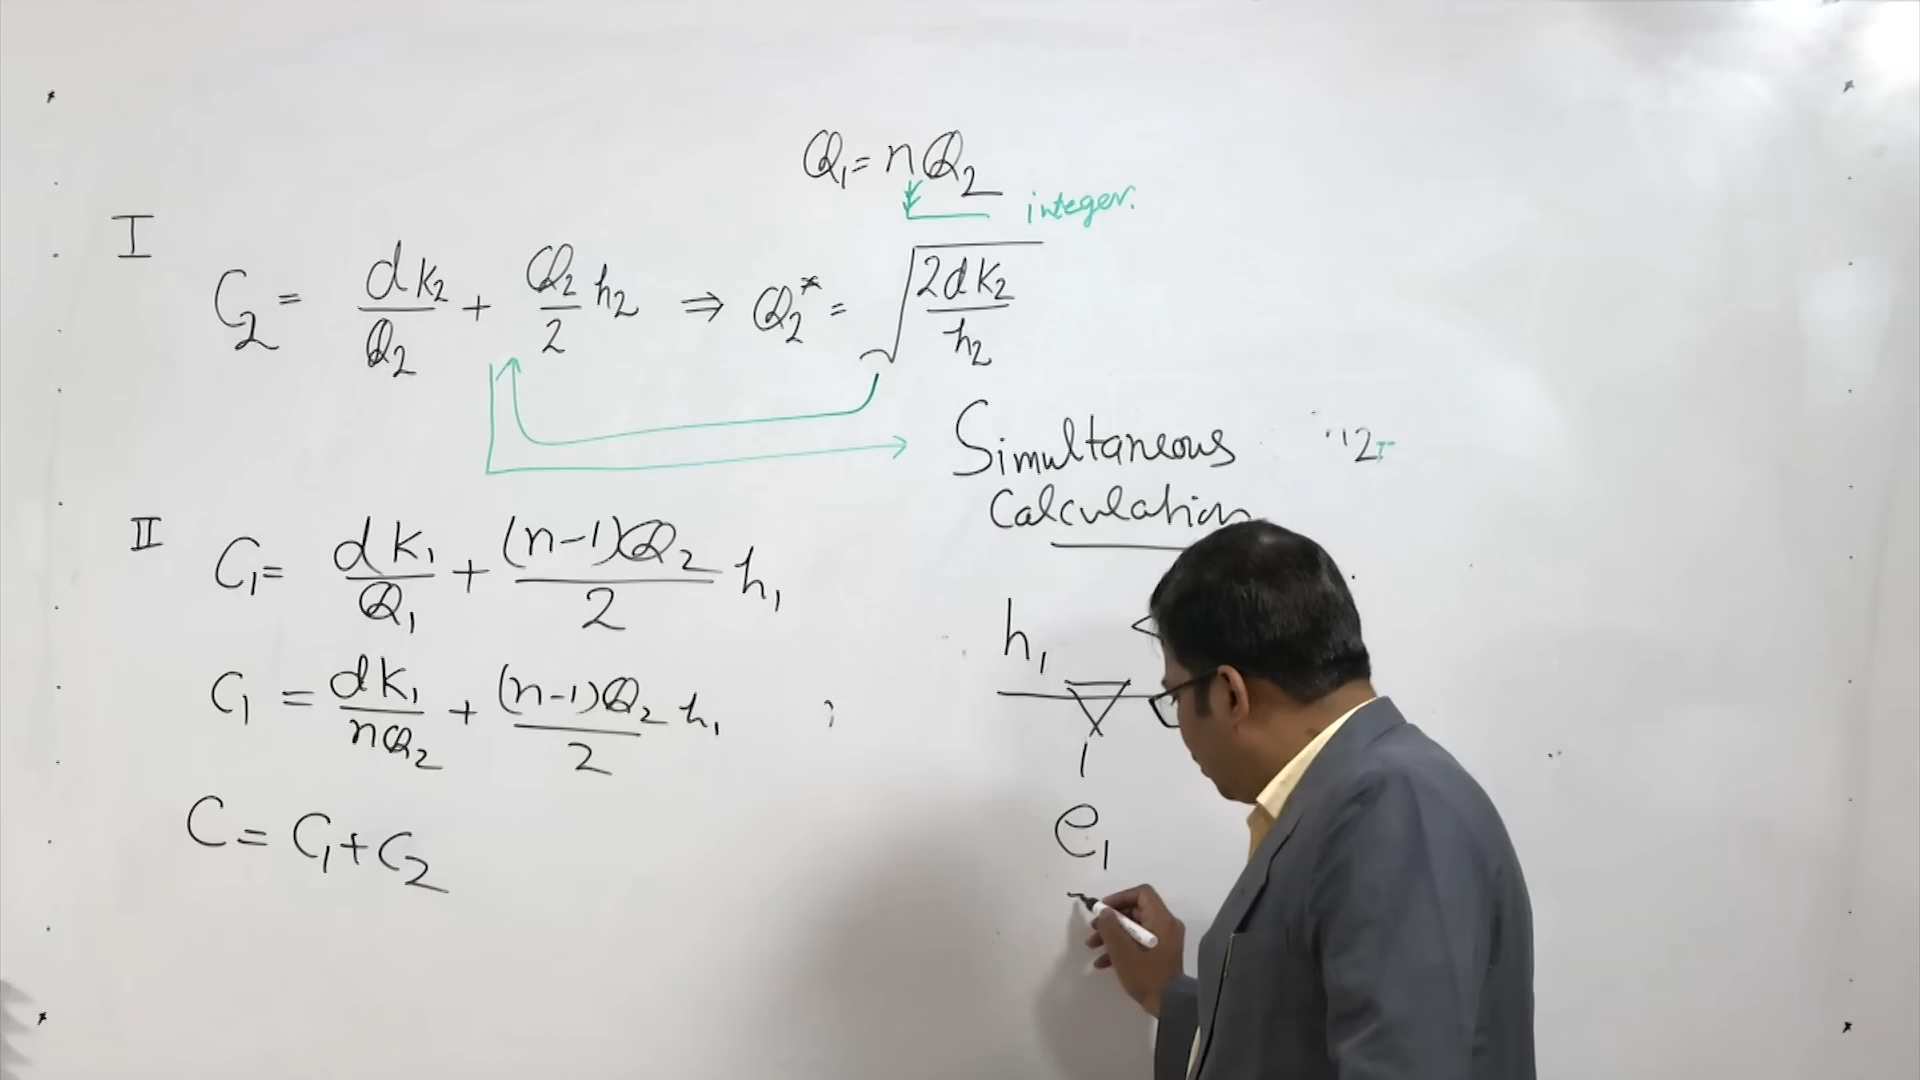 Q₁ = nQ₂
integer.
I
C₂ = dk₂/Q₂ + Q₂/2 h₂ ⇒ Q₂* = √(2dk₂/h₂)
Simultaneous
Calculation
II
C₁ = dk₁/Q₁ + (n-1)Q₂/2 h₁
C₁ = dk₁/nQ₂ + (n-1)Q₂/2 h₁ ;
C = C₁ + C₂
h₁ <
e₁